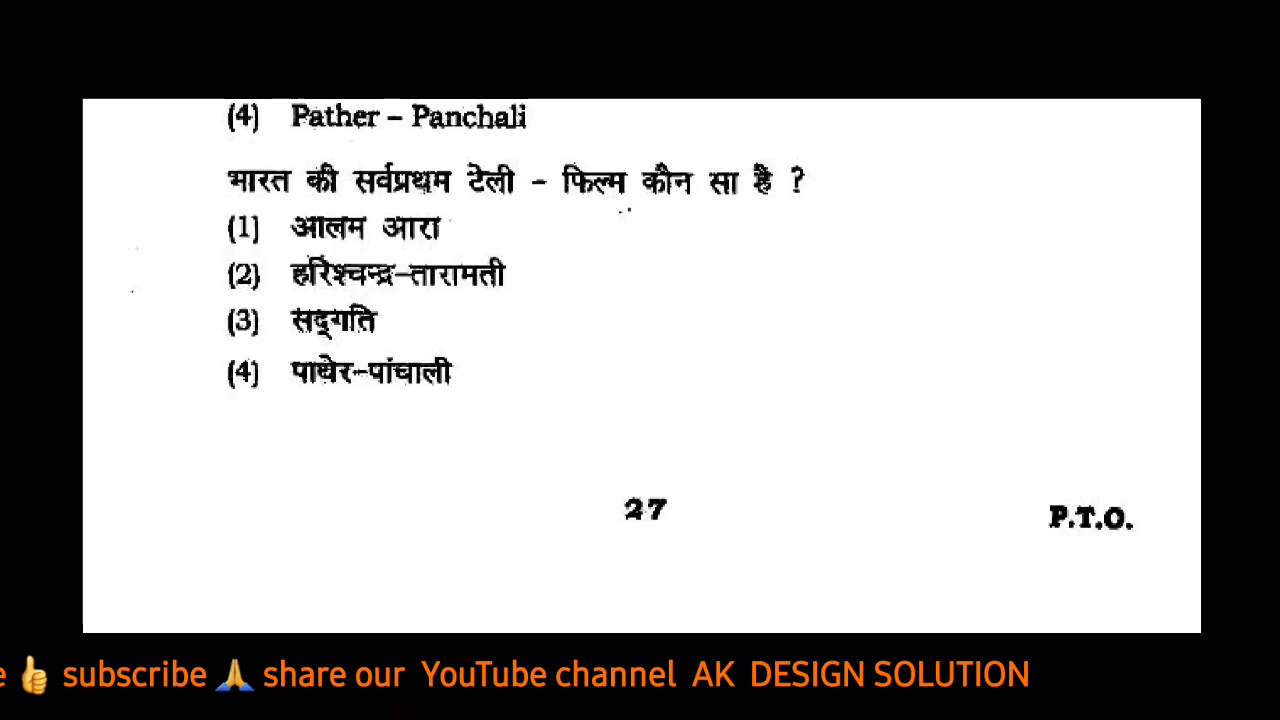 (4) Pather – Panchali
भारत की सर्वप्रथम टेली – फिल्म कौन सा है ?
(1) आलम आरा
(2) हरिश्चन्द्र–तारामती
(3) सद्गति
(4) पाथेर–पांचाली
27
P.T.O.
👍 subscribe 🙏 share our YouTube channel AK DESIGN SOLUTION